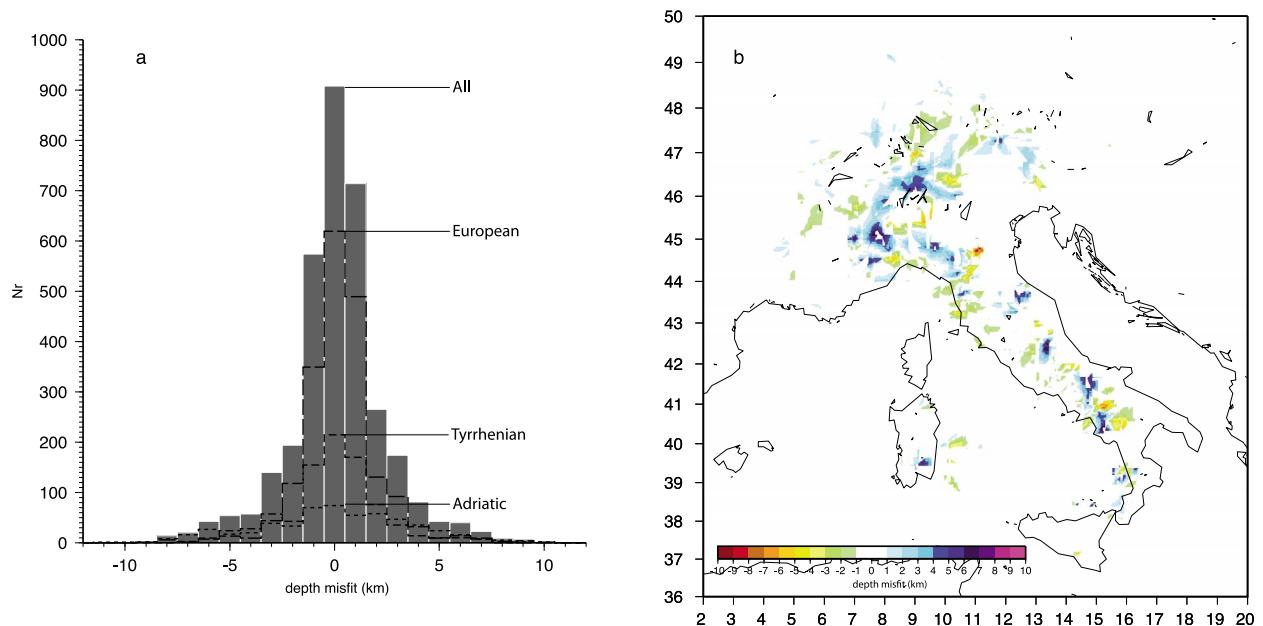 a
1000
900
800
700
600
500
400
300
200
100
0
Nr
All
European
Tyrrhenian
Adriatic
-10 -5 0 5 10
depth misfit (km)
b
50
49
48
47
46
45
44
43
42
41
40
39
38
37
36
-10 -9 -8 -7 -6 -5 -4 -3 -2 -1 0 1 2 3 4 5 6 7 8 9 10
depth misfit (km)
2 3 4 5 6 7 8 9 10 11 12 13 14 15 16 17 18 19 20